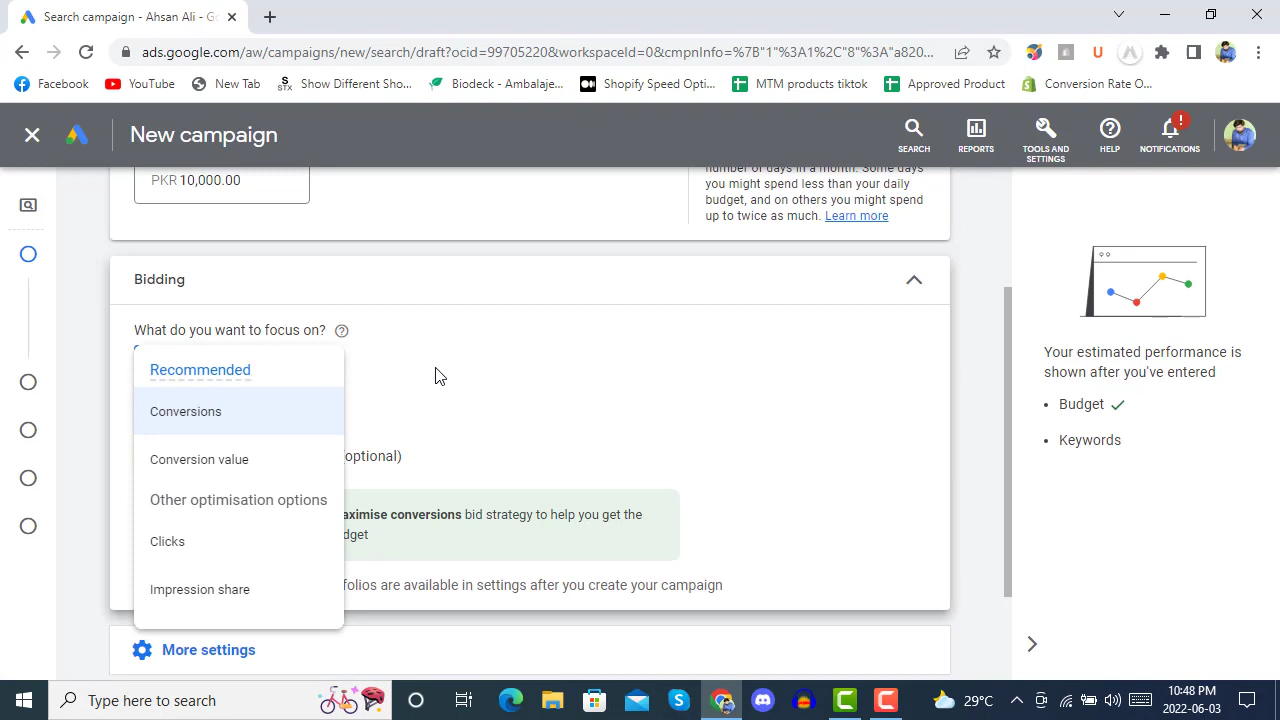 Search campaign - Ahsan Ali - Go
ads.google.com/aw/campaigns/new/search/draft?ocid=99705220&workspaceId=0&cmpnInfo=%7B"1"%3A1%2C"8"%3A"a820...
Facebook
YouTube
New Tab
STX
Show Different Sho...
Biodeck - Ambalaje...
Shopify Speed Opti...
MTM products tiktok
Approved Product
Conversion Rate O...
New campaign
SEARCH
REPORTS
TOOLS AND SETTINGS
HELP
NOTIFICATIONS
PKR 10,000.00
number of days in a month. Some days
you might spend less than your daily
budget, and on others you might spend
up to twice as much. Learn more
Bidding
What do you want to focus on?
Recommended
Conversions
Conversion value
Other optimisation options
Clicks
Impression share
(optional)
aximise conversions bid strategy to help you get the
dget
folios are available in settings after you create your campaign
More settings
Your estimated performance is
shown after you've entered
• Budget
• Keywords
Type here to search
29°C
10:48 PM
2022-06-03